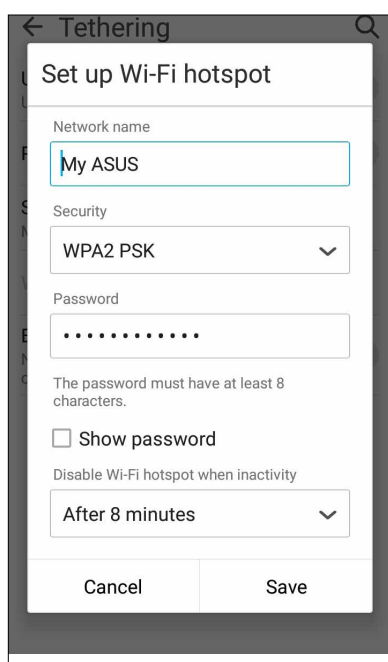 Tethering
Set up Wi-Fi hotspot
Network name
My ASUS
Security
WPA2 PSK
Password
••••••••••••
The password must have at least 8
characters.
Show password
Disable Wi-Fi hotspot when inactivity
After 8 minutes
Cancel
Save